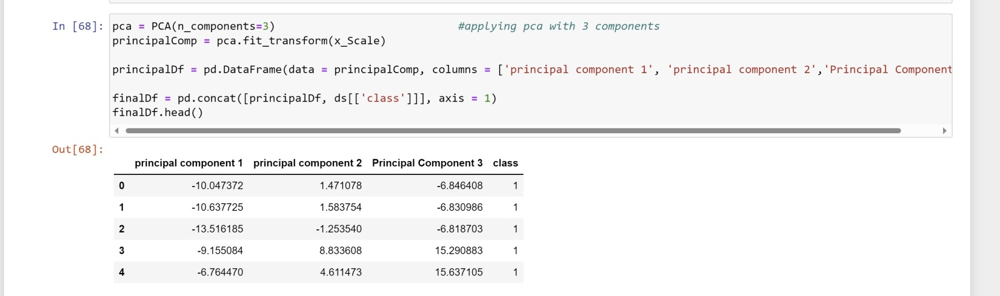 In [68]: pca = PCA(n_components=3) #applying pca with 3 components
principalComp = pca.fit_transform(x_Scale)
principalDf = pd.DataFrame(data = principalComp, columns = ['principal component 1', 'principal component 2','Principal Component
finalDf = pd.concat([principalDf, ds[['class']]], axis = 1)
finalDf.head()
Out[68]:
principal component 1 principal component 2 Principal Component 3 class
0 -10.047372 1.471078 -6.846408 1
1 -10.637725 1.583754 -6.830986 1
2 -13.516185 -1.253540 -6.818703 1
3 -9.155084 8.833608 15.290883 1
4 -6.764470 4.611473 15.637105 1